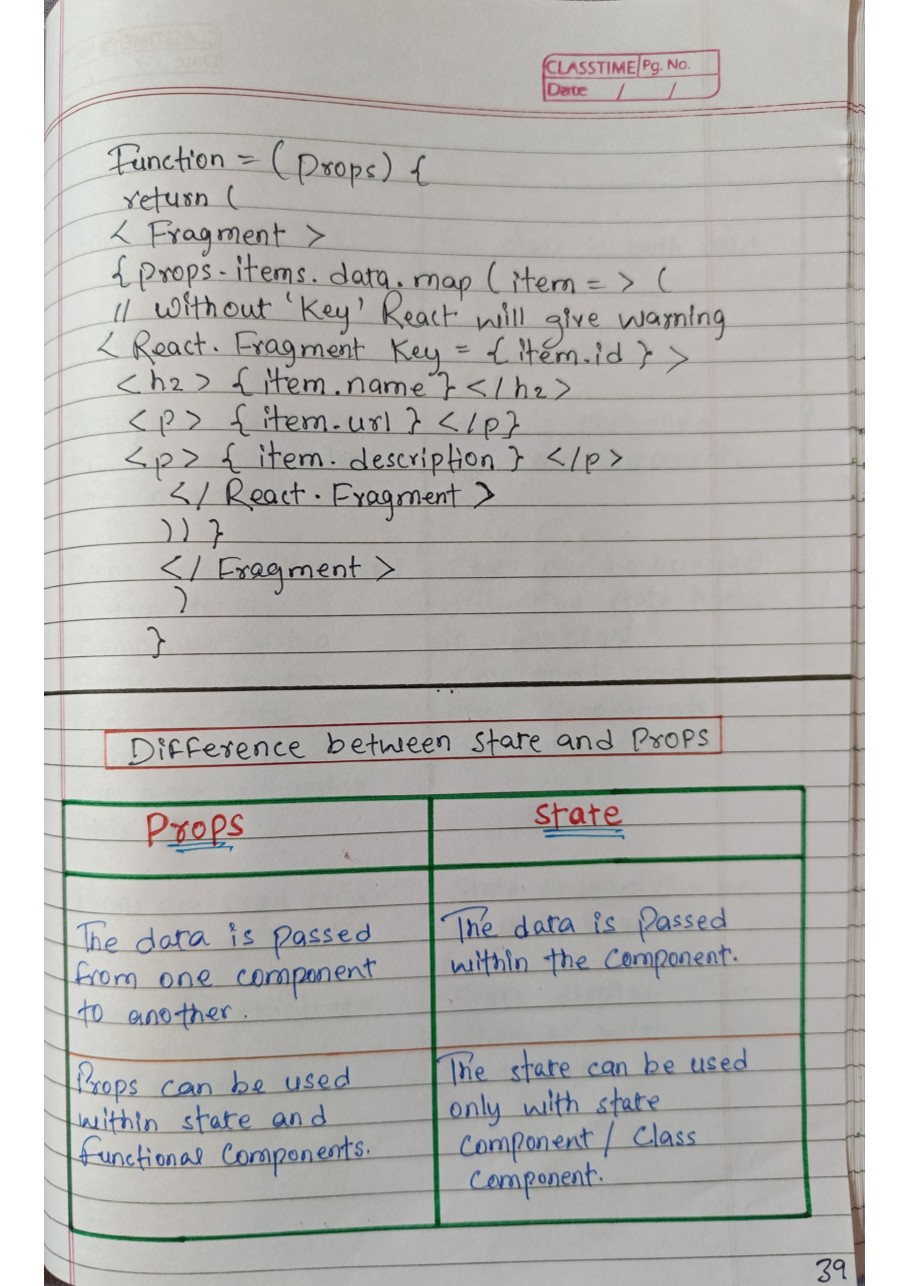 CLASSTIME Pg. No.
Date / /
Function = (props) {
return (
< Fragment >
{ props.items.data.map ( item = > (
// without 'Key' React will give warning
< React. Fragment Key = { item.id } >
<h2> { item.name } </h2>
<p> { item.url } </p}
<p> { item. description } </p>
</ React. Fragment >
)) }
</ Fragment >
)
}
Difference between state and Props
Props
state
The data is passed
from one component
to another.
The data is Passed
within the Component.
Props can be used
within state and
functional Components.
The state can be used
only with state
Component / Class
Component.
39